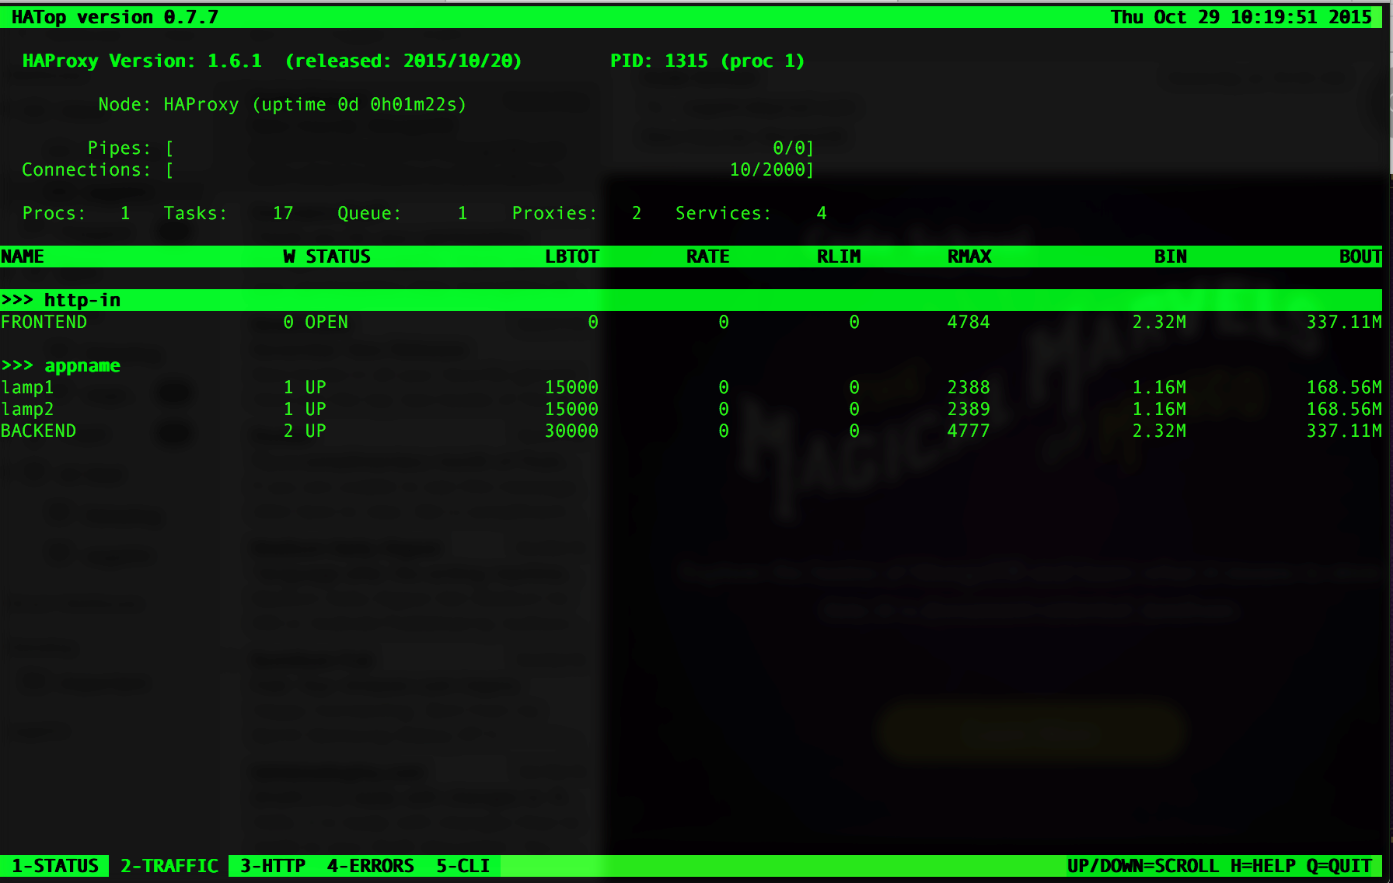 HATop version 0.7.7 Thu Oct 29 10:19:51 2015
HAProxy Version: 1.6.1 (released: 2015/10/20) PID: 1315 (proc 1)
Node: HAProxy (uptime 0d 0h01m22s)
Pipes: [ 0/0]
Connections: [ 10/2000]
Procs: 1 Tasks: 17 Queue: 1 Proxies: 2 Services: 4
NAME W STATUS LBTOT RATE RLIM RMAX BIN BOUT
>>> http-in
FRONTEND 0 OPEN 0 0 0 4784 2.32M 337.11M
>>> appname
lamp1 1 UP 15000 0 0 2388 1.16M 168.56M
lamp2 1 UP 15000 0 0 2389 1.16M 168.56M
BACKEND 2 UP 30000 0 0 4777 2.32M 337.11M
MAGICAL MARVELS
1-STATUS 2-TRAFFIC 3-HTTP 4-ERRORS 5-CLI UP/DOWN=SCROLL H=HELP Q=QUIT